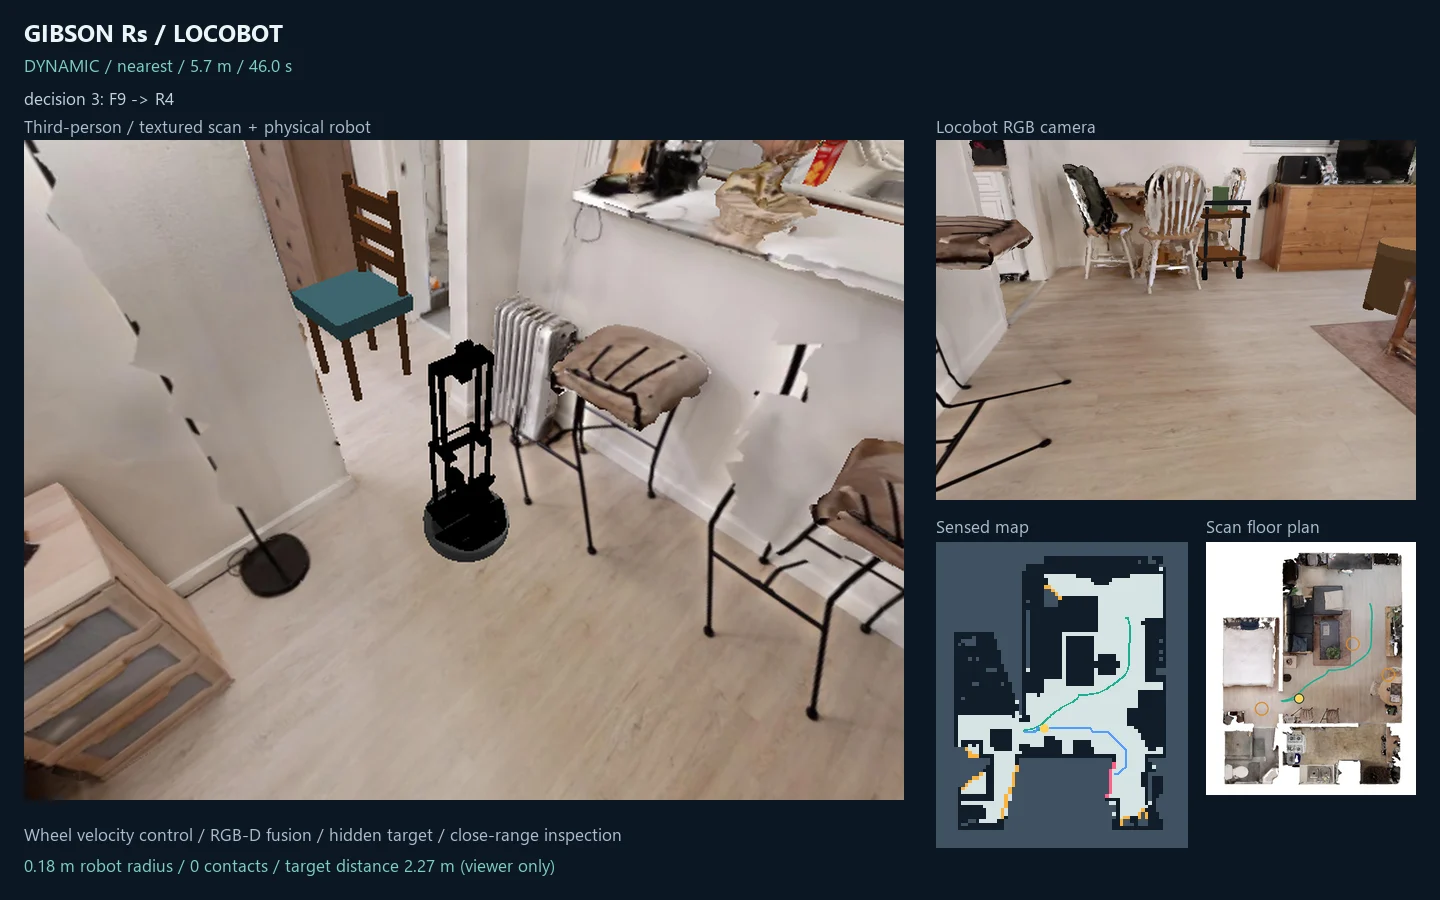 GIBSON Rs / LOCOBOT
DYNAMIC / nearest / 5.7 m / 46.0 s
decision 3: F9 -> R4
Third-person / textured scan + physical robot
Locobot RGB camera
Sensed map
Scan floor plan
Wheel velocity control / RGB-D fusion / hidden target / close-range inspection
0.18 m robot radius / 0 contacts / target distance 2.27 m (viewer only)